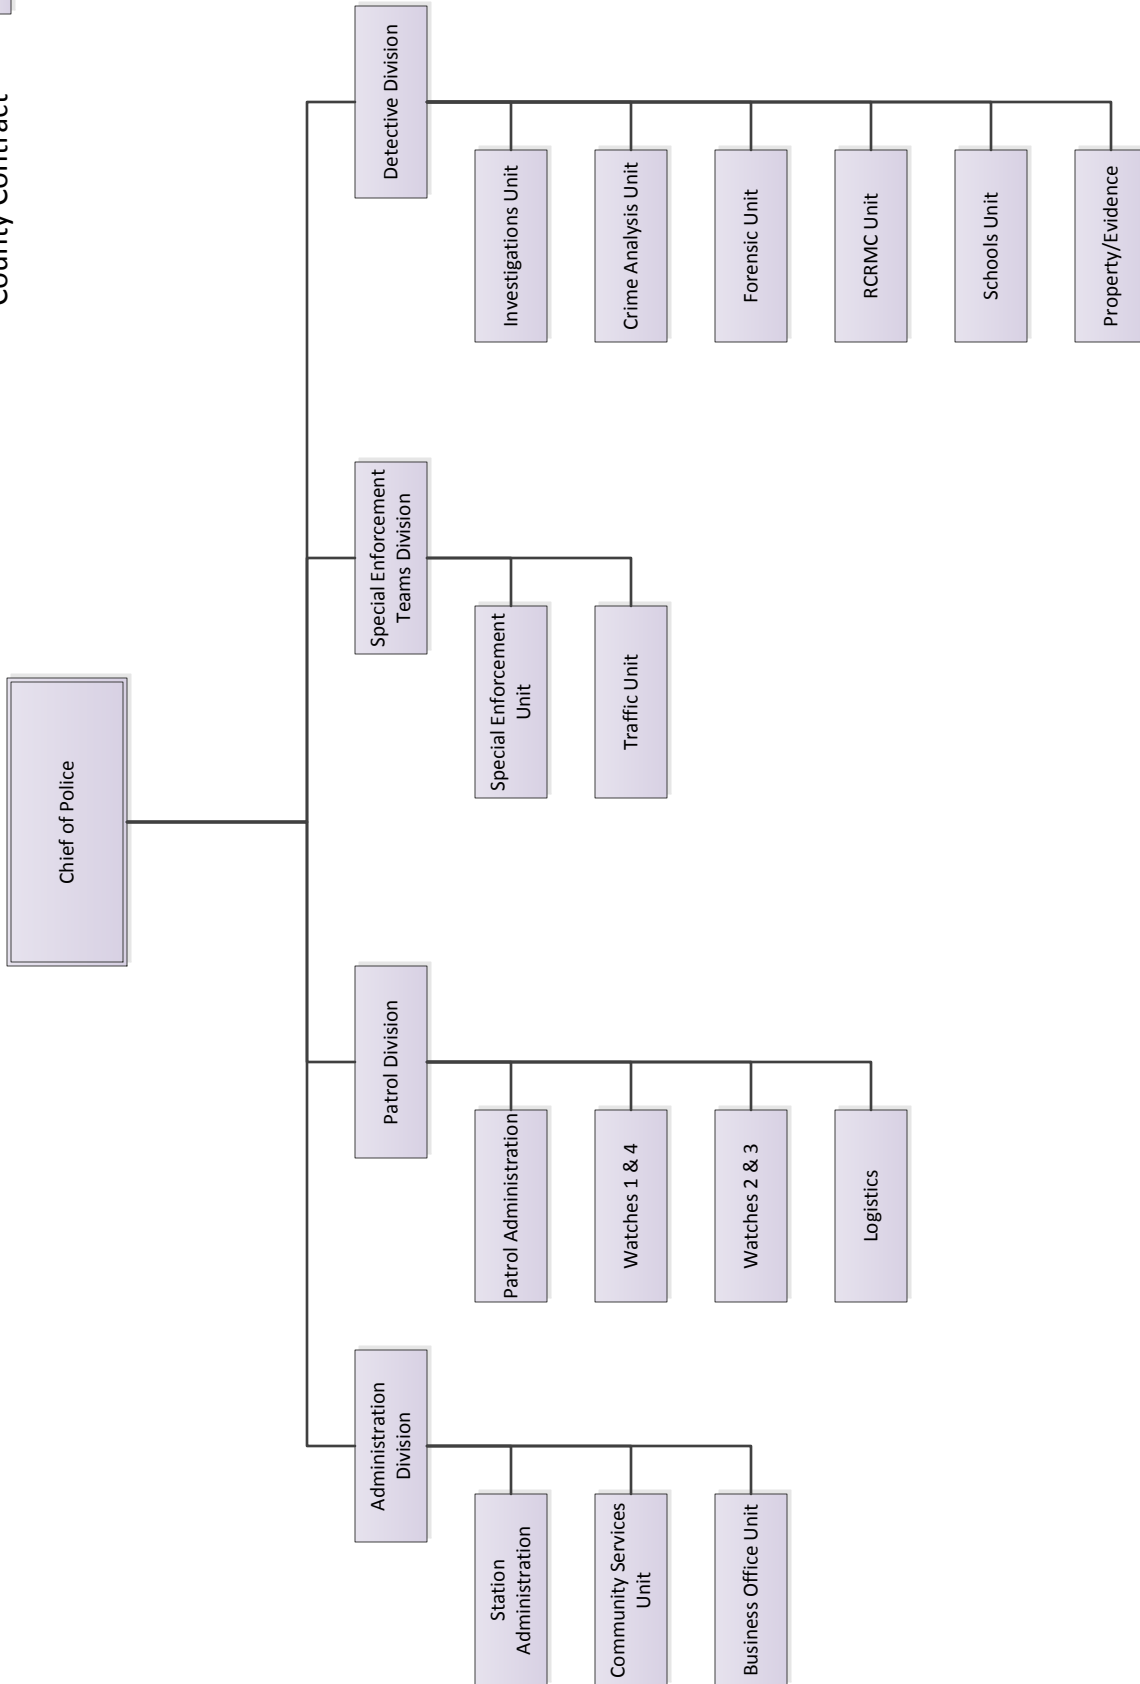 County Contract
Chief of Police
Administration
Division
Station
Administration
Community Services
Unit
Business Office Unit
Patrol Division
Patrol Administration
Watches 1 & 4
Watches 2 & 3
Logistics
Special Enforcement
Teams Division
Special Enforcement
Unit
Traffic Unit
Detective Division
Investigations Unit
Crime Analysis Unit
Forensic Unit
RCRMC Unit
Schools Unit
Property/Evidence